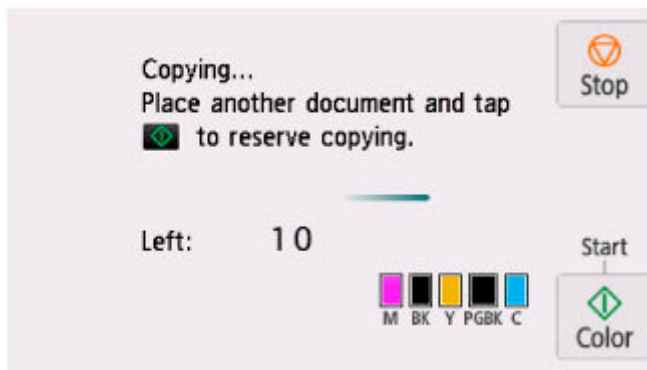 Copying...
Place another document and tap
to reserve copying.
Stop
Left: 10
Start
Color
M BK Y PGBK C